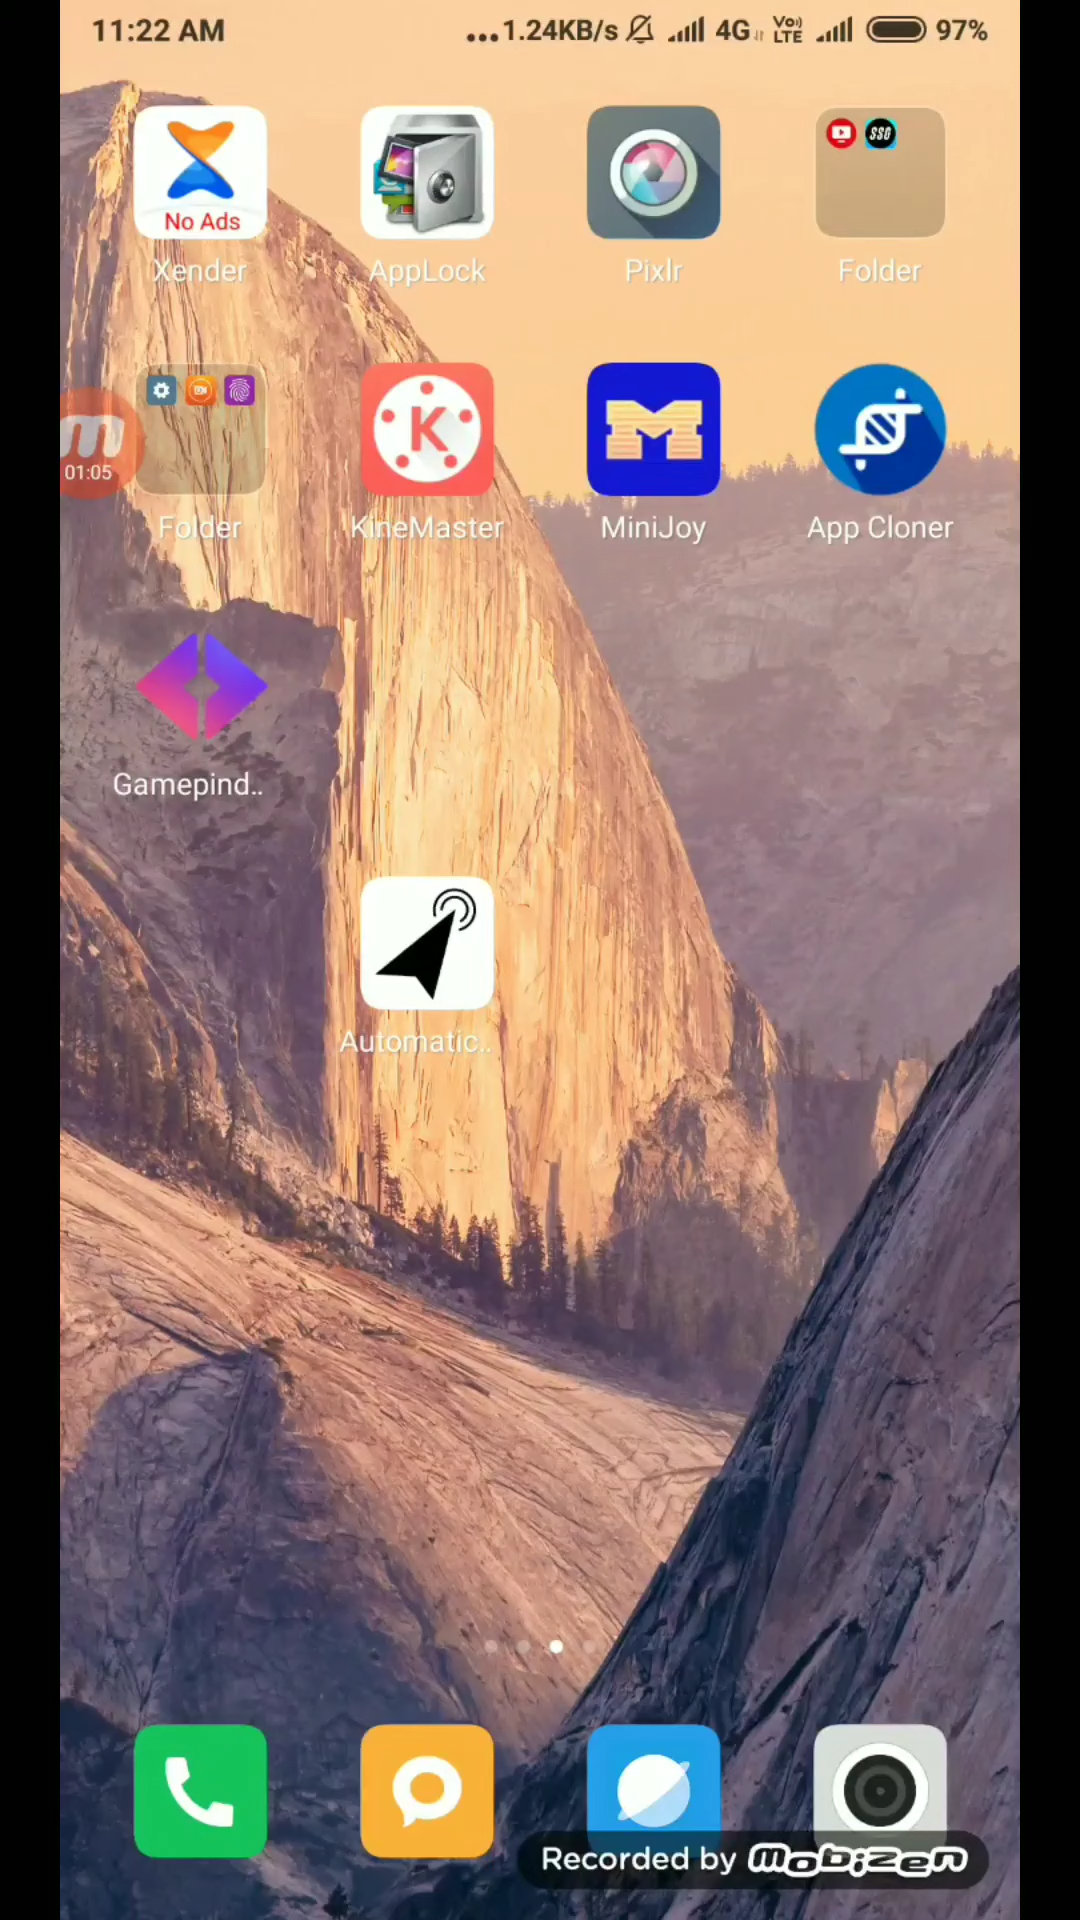 11:22 AM ...1.24KB/s 4G Vo)) LTE 97%
No Ads
SSG
Xender AppLock Pixlr Folder
m
01:05
K M
Folder KineMaster MiniJoy App Cloner
Gamepind..
Automatic..
Recorded by mobizen